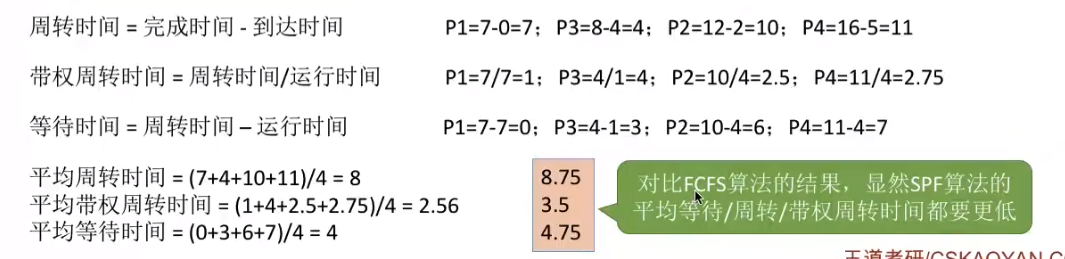 周转时间 = 完成时间 - 到达时间 P1=7-0=7；P3=8-4=4；P2=12-2=10；P4=16-5=11
带权周转时间 = 周转时间/运行时间 P1=7/7=1；P3=4/1=4；P2=10/4=2.5；P4=11/4=2.75
等待时间 = 周转时间 – 运行时间 P1=7-7=0；P3=4-1=3；P2=10-4=6；P4=11-4=7
平均周转时间 = (7+4+10+11)/4 = 8
平均带权周转时间 = (1+4+2.5+2.75)/4 = 2.56
平均等待时间 = (0+3+6+7)/4 = 4
8.75
3.5
4.75
对比FCFS算法的结果，显然SPF算法的
平均等待/周转/带权周转时间都要更低
王道考研/CSKAOYAN.C